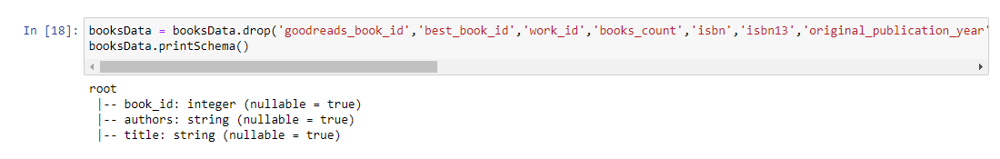 In [18]: booksData = booksData.drop('goodreads_book_id','best_book_id','work_id','books_count','isbn','isbn13','original_publication_year'
booksData.printSchema()
root
|-- book_id: integer (nullable = true)
|-- authors: string (nullable = true)
|-- title: string (nullable = true)